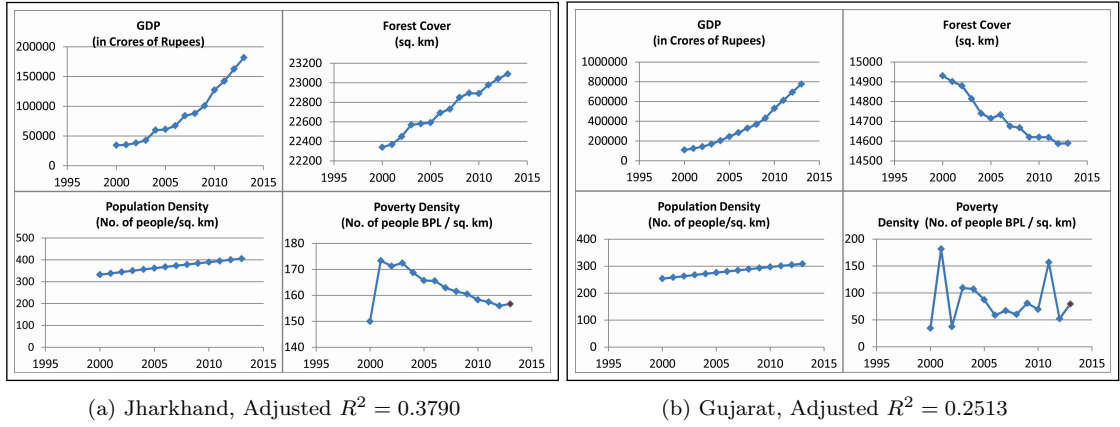 GDP
(in Crores of Rupees)
200000
150000
100000
50000
0
1995 2000 2005 2010 2015
Forest Cover
(sq. km)
23200
23000
22800
22600
22400
22200
1995 2000 2005 2010 2015
Population Density
(No. of people/sq. km)
500
400
300
200
100
0
1995 2000 2005 2010 2015
Poverty Density
(No. of people BPL / sq. km)
180
170
160
150
140
1995 2000 2005 2010 2015
(a) Jharkhand, Adjusted R² = 0.3790
GDP
(in Crores of Rupees)
1000000
800000
600000
400000
200000
0
1995 2000 2005 2010 2015
Forest Cover
(sq. km)
15000
14900
14800
14700
14600
14500
1995 2000 2005 2010 2015
Population Density
(No. of people/sq. km)
400
300
200
100
0
1995 2000 2005 2010 2015
Poverty
Density (No. of people BPL / sq. km)
200
150
100
50
0
1995 2000 2005 2010 2015
(b) Gujarat, Adjusted R² = 0.2513